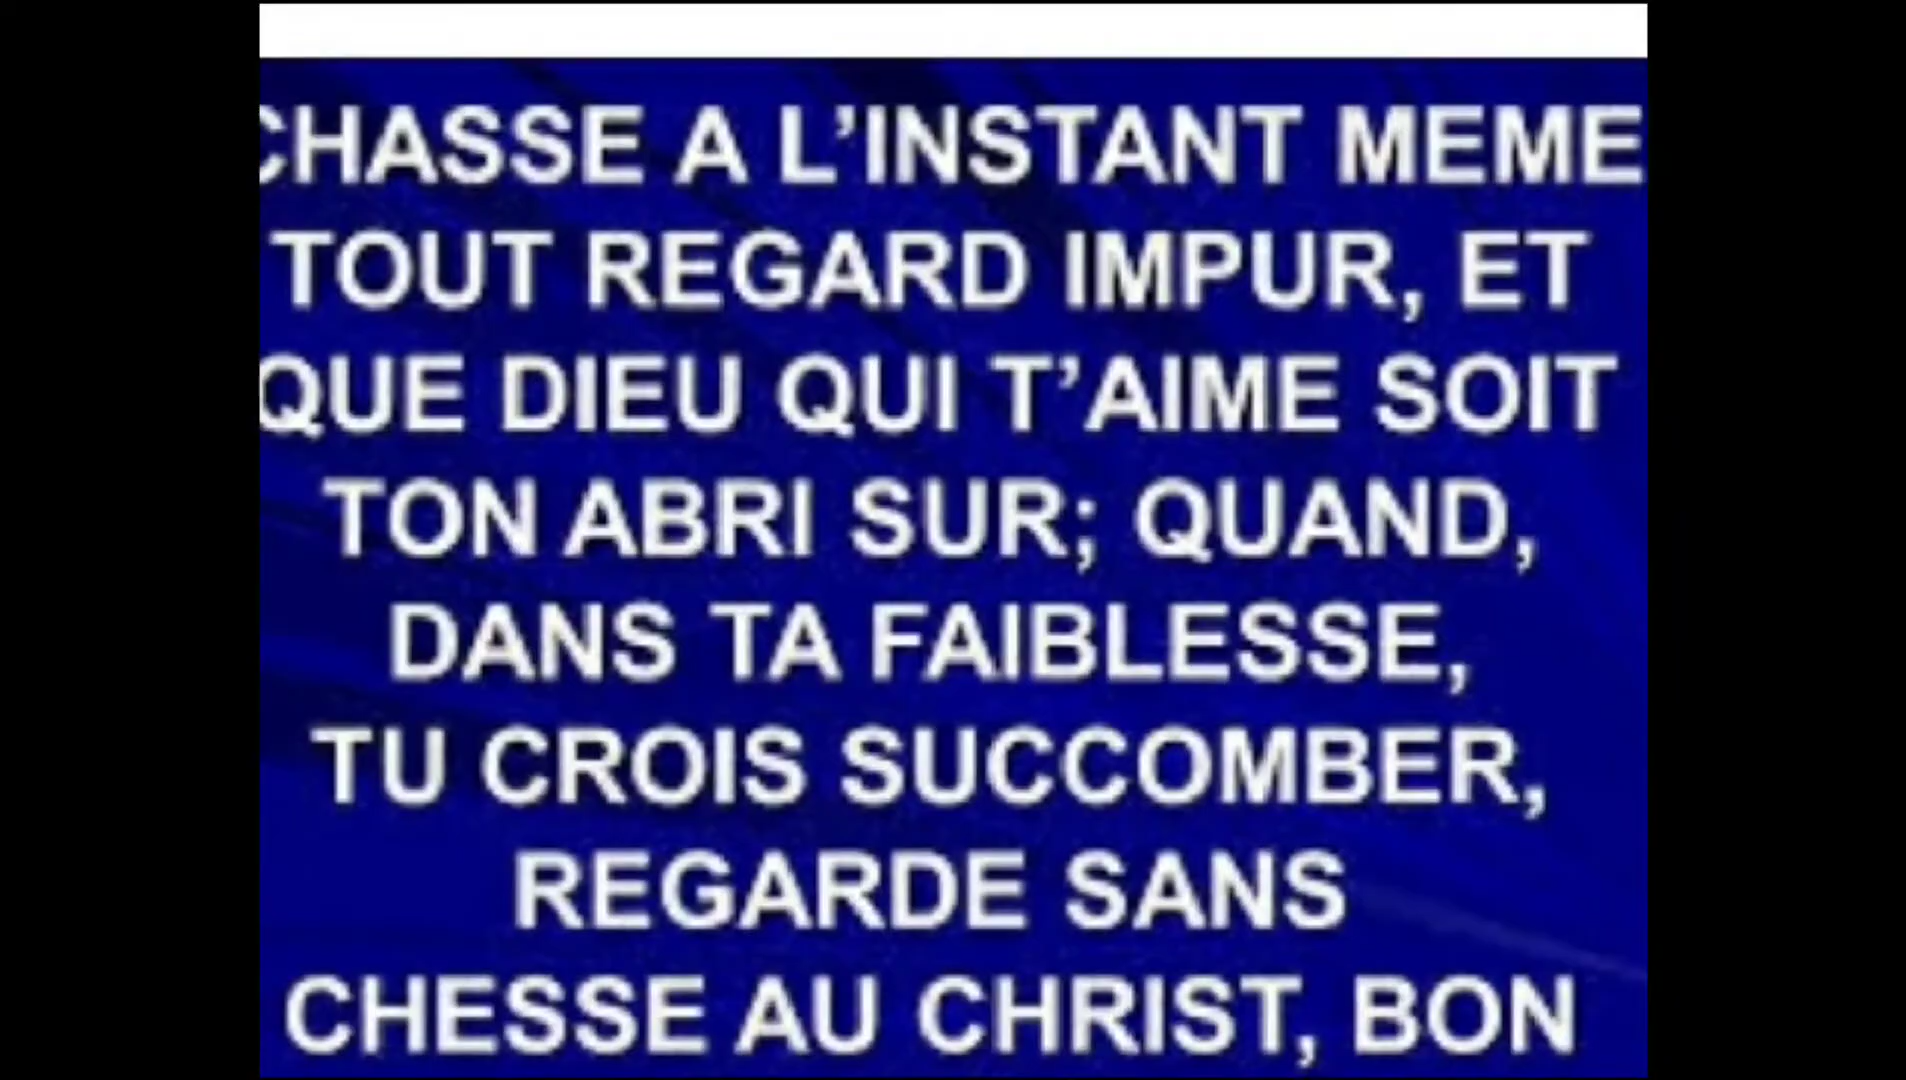 CHASSE A L’INSTANT MEME
TOUT REGARD IMPUR, ET
QUE DIEU QUI T’AIME SOIT
TON ABRI SUR; QUAND,
DANS TA FAIBLESSE,
TU CROIS SUCCOMBER,
REGARDE SANS
CHESSE AU CHRIST, BON